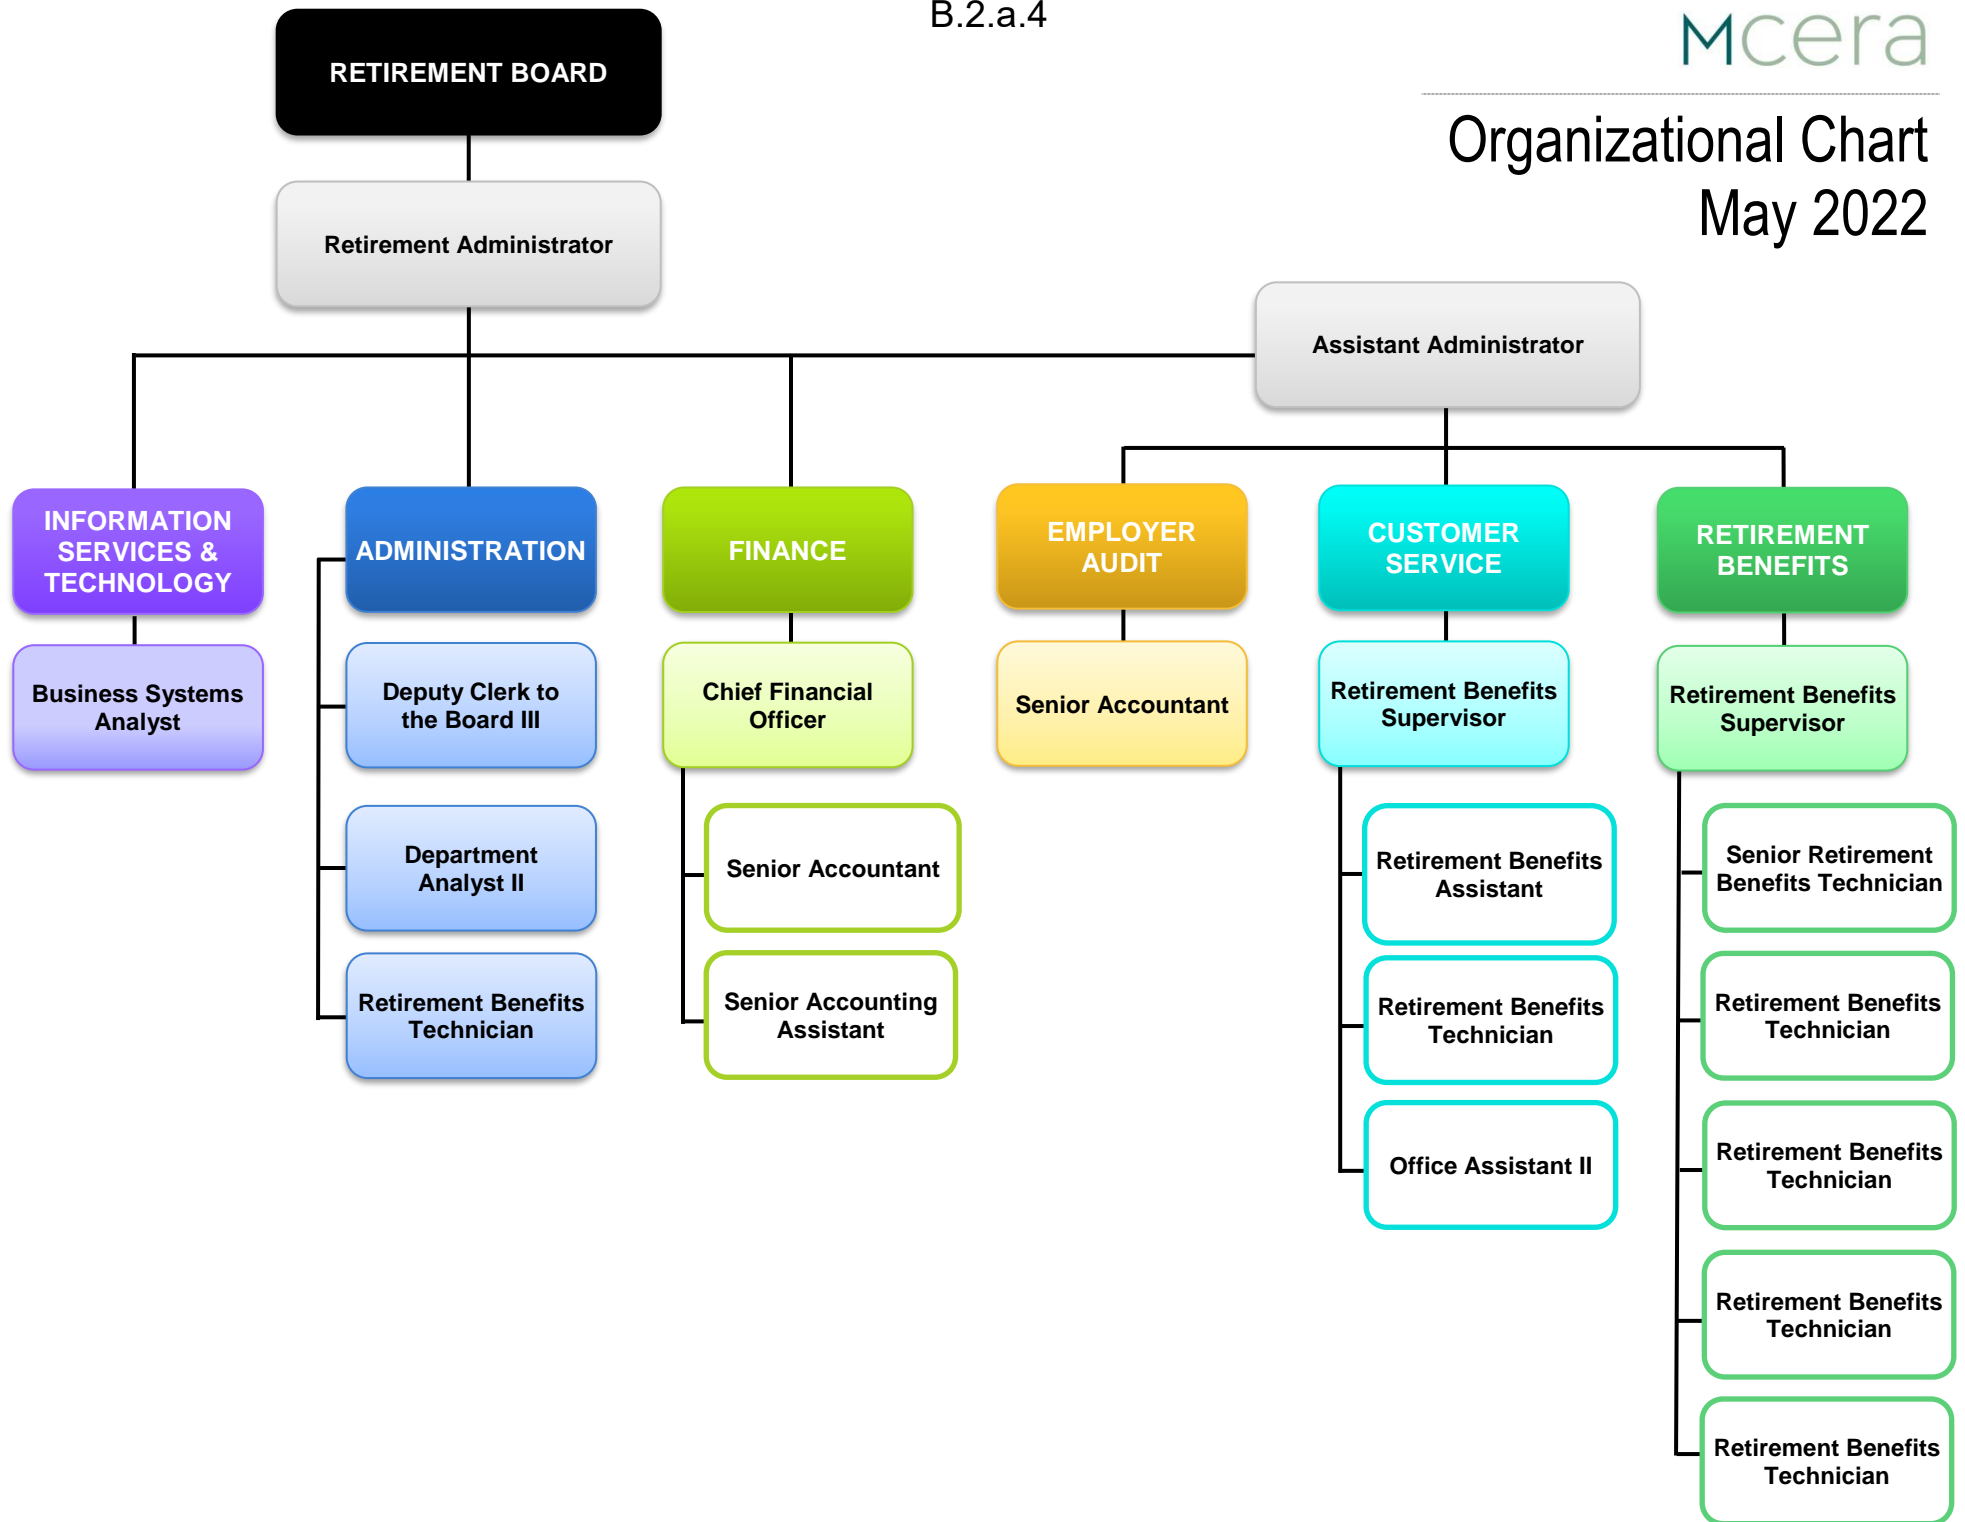 B.2.a.4
Mcera
Organizational Chart
May 2022
RETIREMENT BOARD
Retirement Administrator
Assistant Administrator
INFORMATION
SERVICES &
TECHNOLOGY
Business Systems
Analyst
ADMINISTRATION
Deputy Clerk to
the Board III
Department
Analyst II
Retirement Benefits
Technician
FINANCE
Chief Financial
Officer
Senior Accountant
Senior Accounting
Assistant
EMPLOYER
AUDIT
Senior Accountant
CUSTOMER
SERVICE
Retirement Benefits
Supervisor
Retirement Benefits
Assistant
Retirement Benefits
Technician
Office Assistant II
RETIREMENT
BENEFITS
Retirement Benefits
Supervisor
Senior Retirement
Benefits Technician
Retirement Benefits
Technician
Retirement Benefits
Technician
Retirement Benefits
Technician
Retirement Benefits
Technician